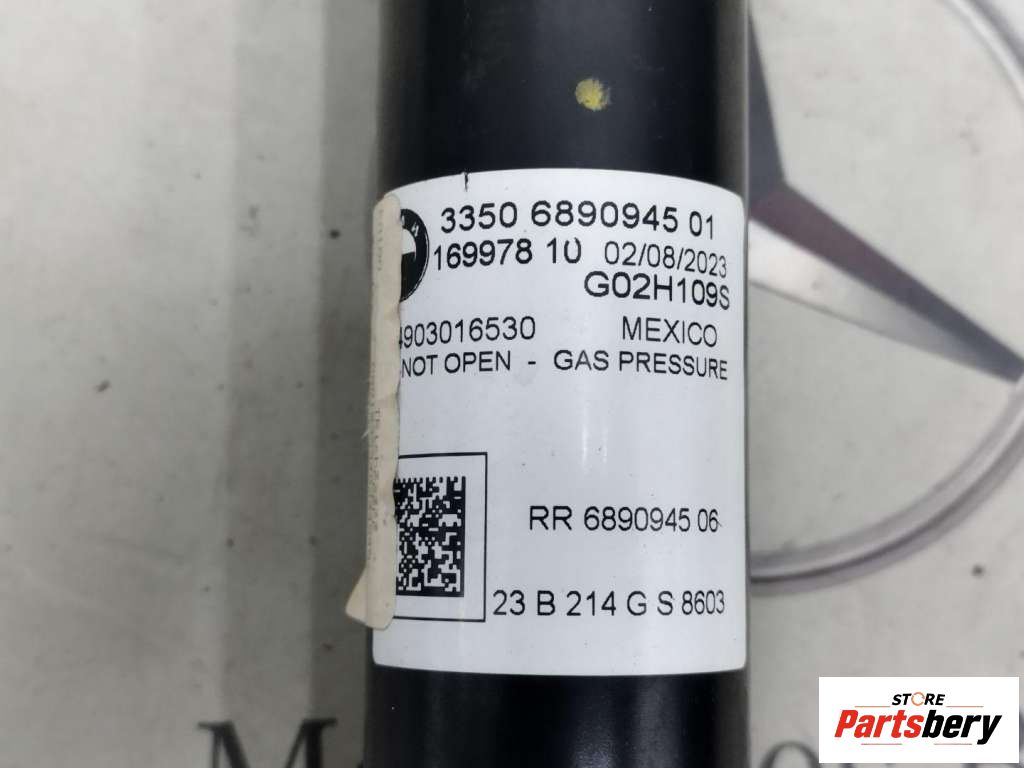 3350 6890945 01
169978 10 02/08/2023
G02H109S
4903016530 MEXICO
NOT OPEN - GAS PRESSURE
RR 6890945 06
23 B 214 G S 8603
STORE
Partsbery